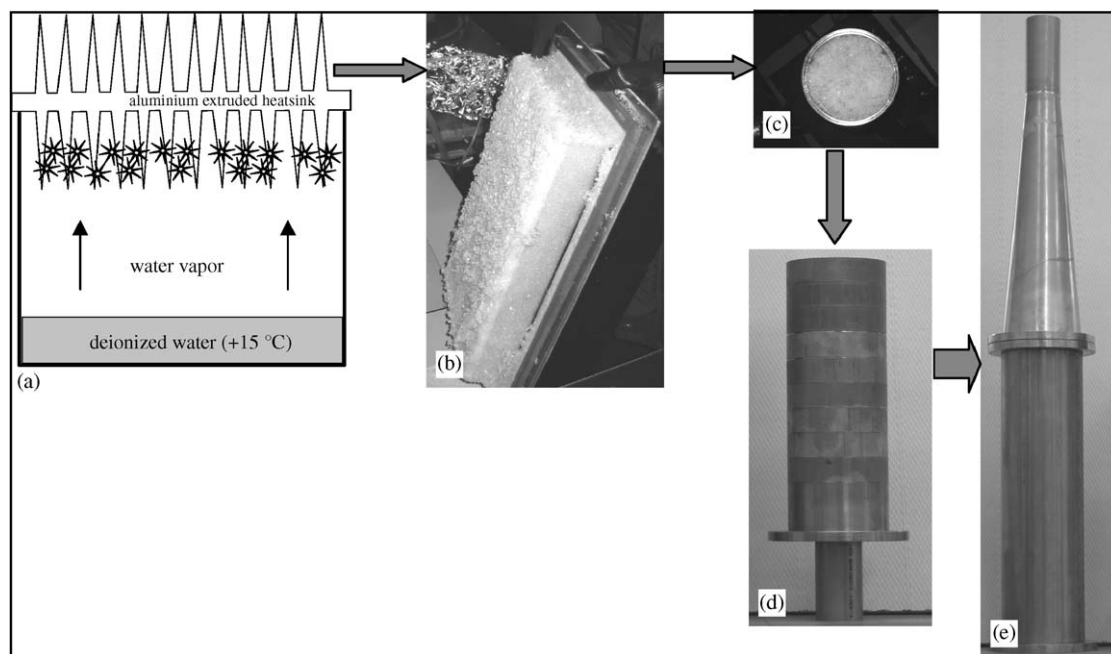 aluminium extruded heatsink
water vapor
deionized water (+15 °C)
(a)
(b)
(c)
(d)
(e)